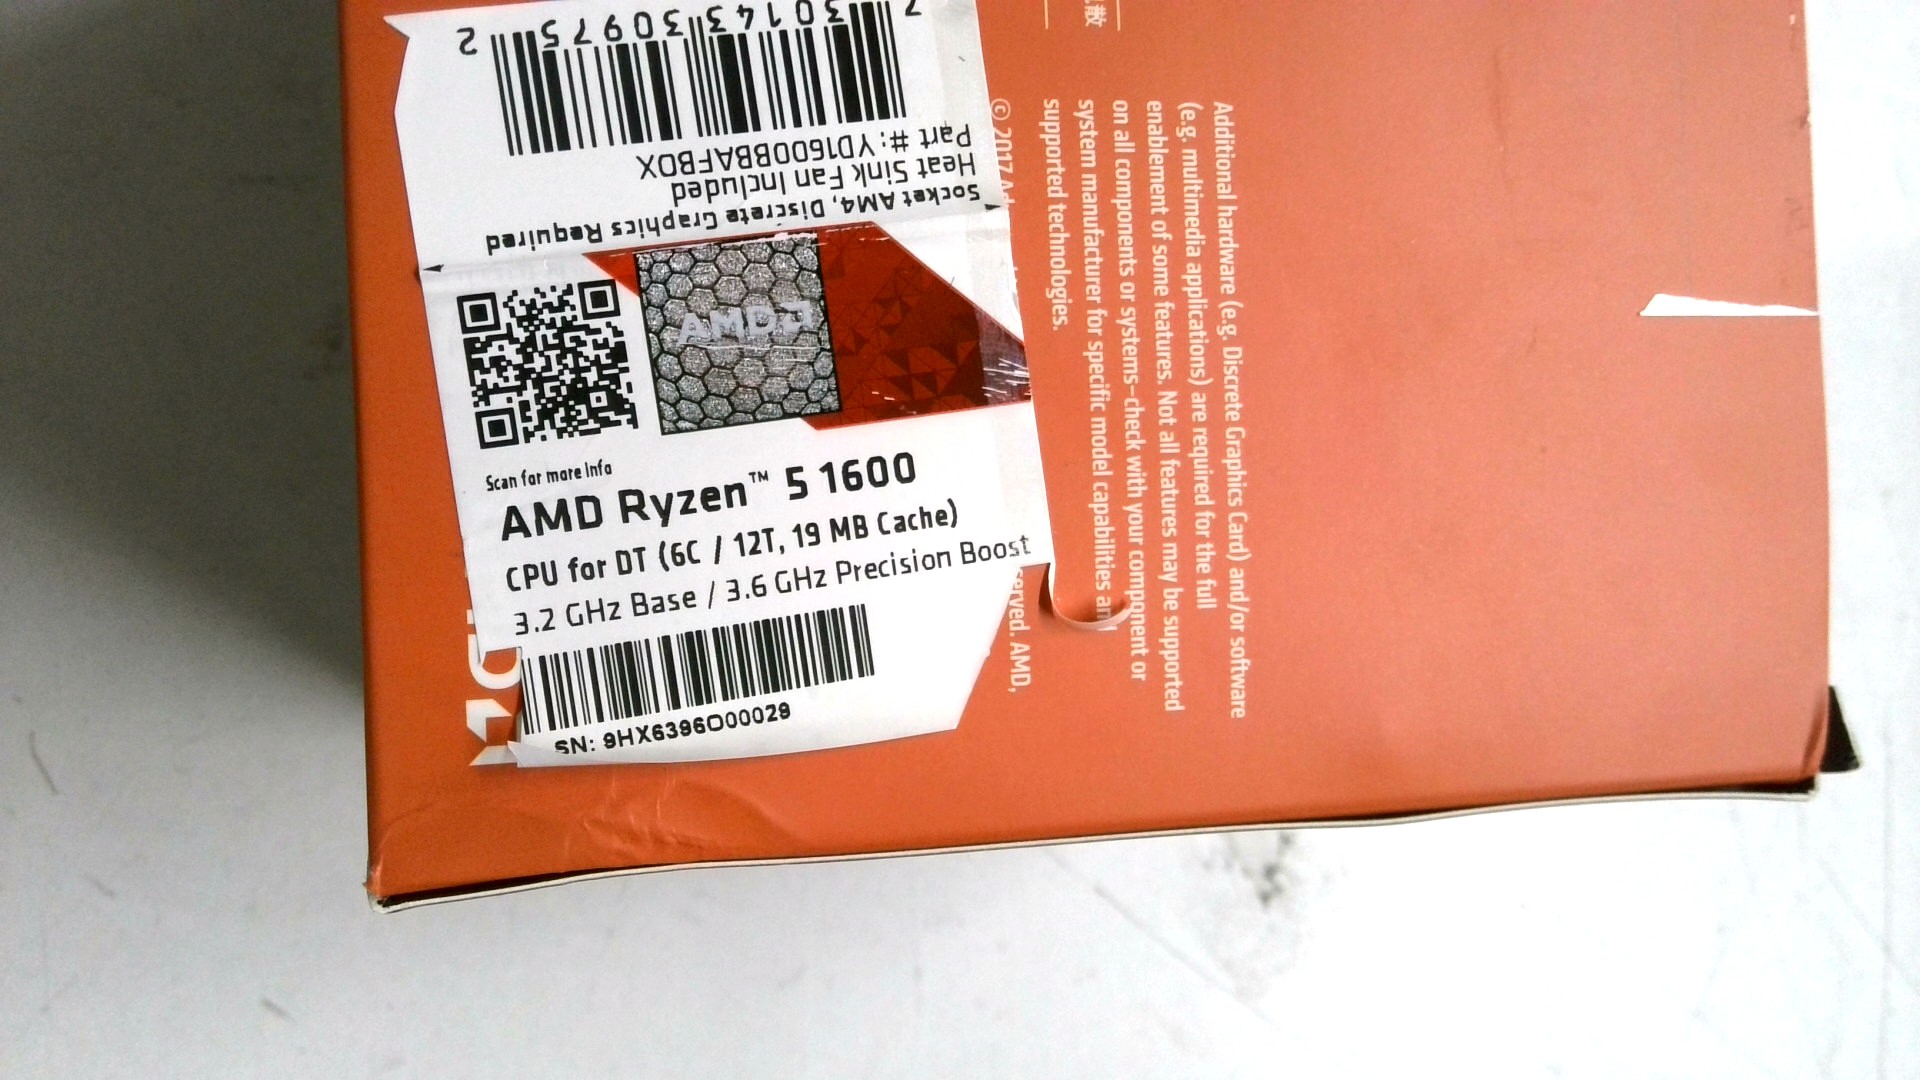 7 30143 30975 2
Part #: YD1600BBAFBOX
Heat Sink Fan Included
Socket AM4, Discrete Graphics Required
AMD
Scan for more Info
AMD Ryzen™ 5 1600
CPU for DT (6C / 12T, 19 MB Cache)
3.2 GHz Base / 3.6 GHz Precision Boost
SN: 9HX6396O00029
Additional hardware (e.g. Discrete Graphics Card) and/or software
(e.g. multimedia applications) are required for the full
enablement of some features. Not all features may be supported
on all components or systems–check with your component or
system manufacturer for specific model capabilities and
supported technologies.
© 2017 Ad
served. AMD,
散